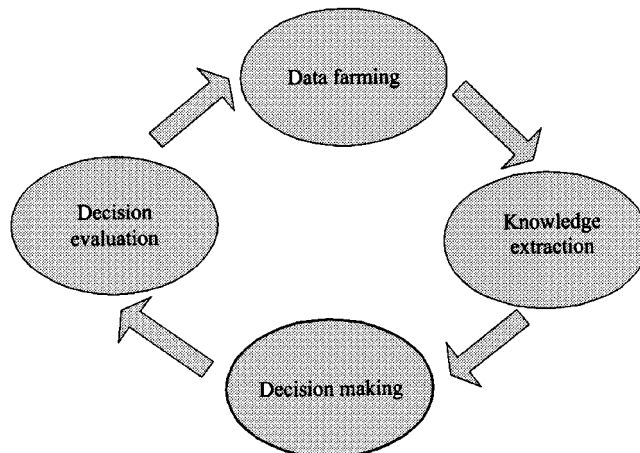 Data farming
Knowledge
extraction
Decision making
Decision
evaluation